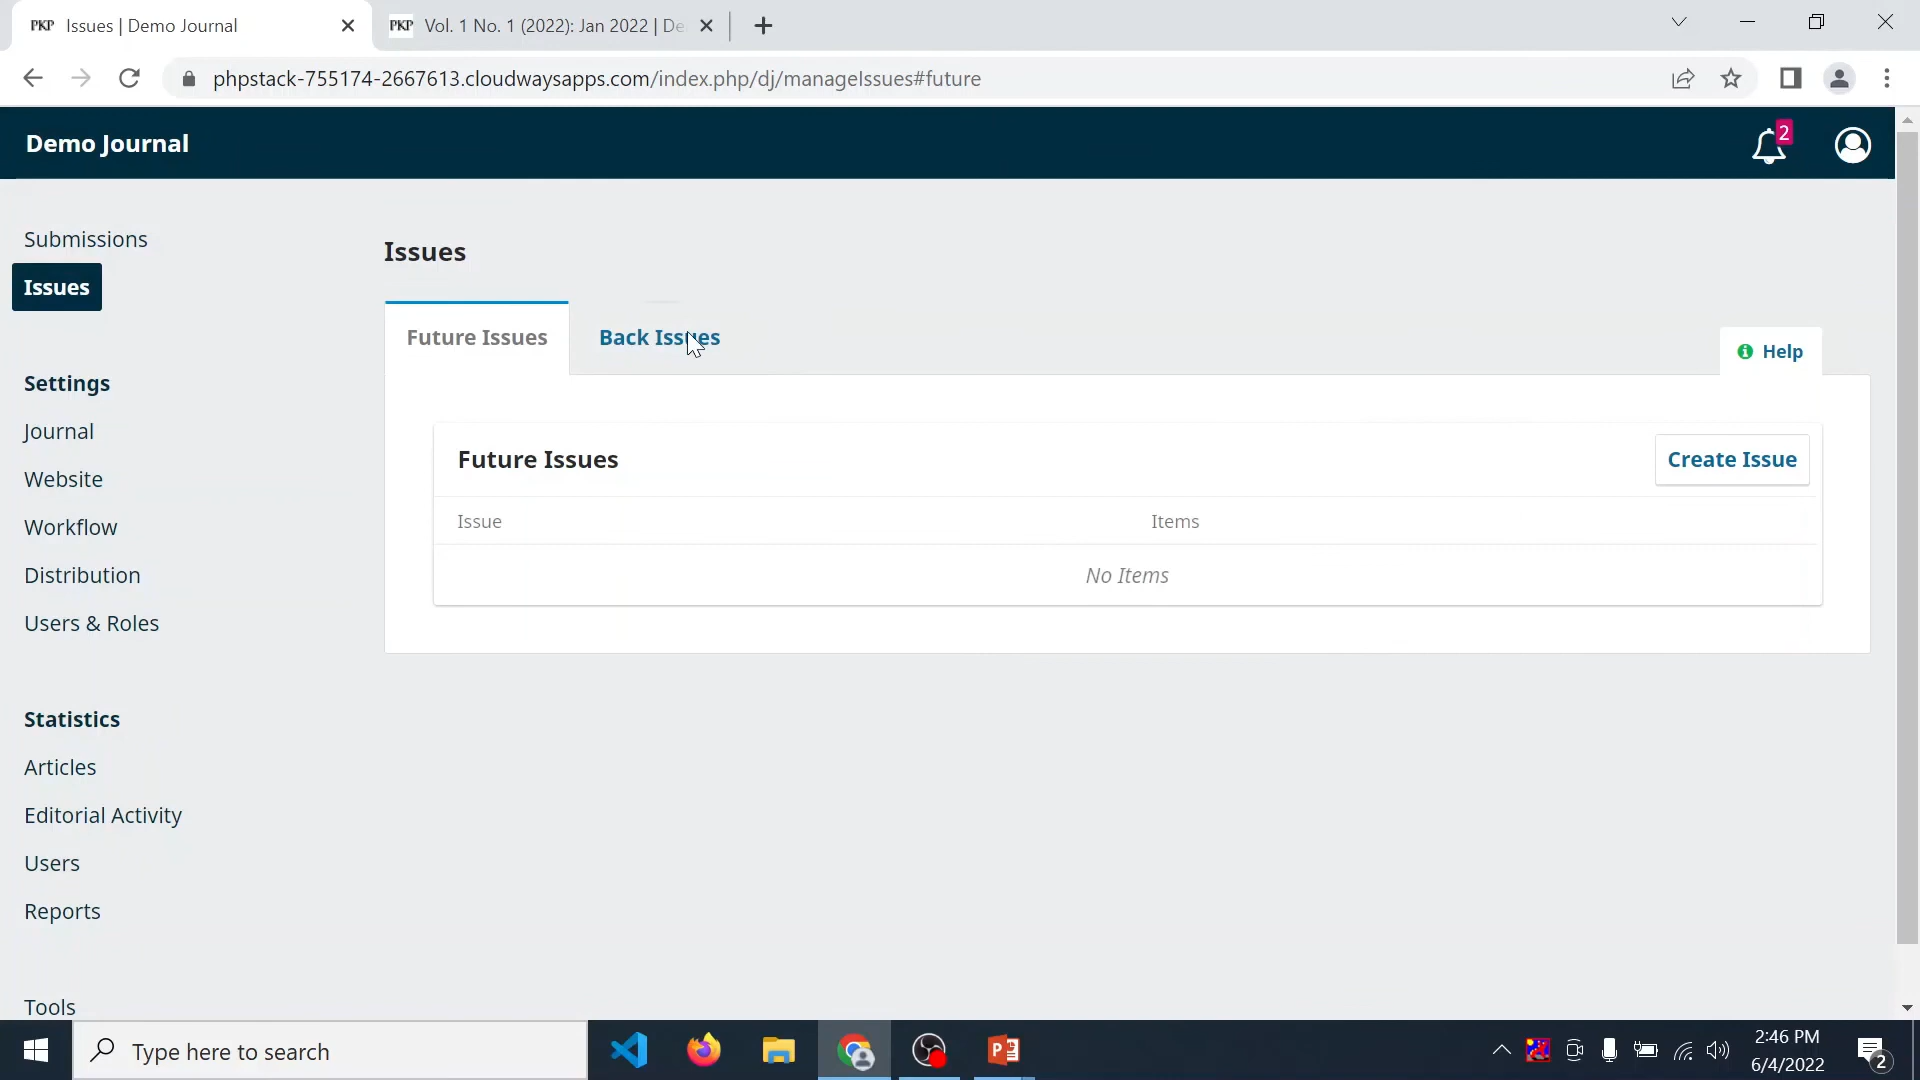 PKP Issues | Demo Journal
PKP Vol. 1 No. 1 (2022): Jan 2022 | De
phpstack-755174-2667613.cloudwaysapps.com/index.php/dj/manageIssues#future
Demo Journal
2
Submissions
Issues
Settings
Journal
Website
Workflow
Distribution
Users & Roles
Statistics
Articles
Editorial Activity
Users
Reports
Tools
Issues
Future Issues
Back Issues
Help
Future Issues
Create Issue
Issue
Items
No Items
Type here to search
2:46 PM
6/4/2022
2